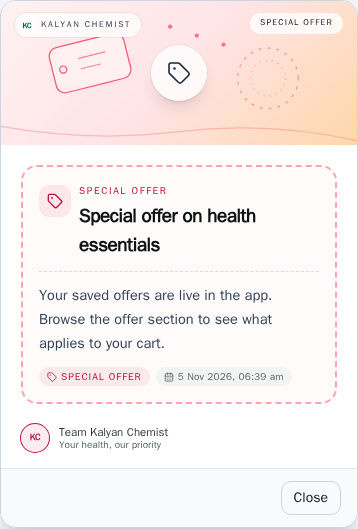 KC KALYAN CHEMIST
SPECIAL OFFER
SPECIAL OFFER
Special offer on health
essentials
Your saved offers are live in the app.
Browse the offer section to see what
applies to your cart.
SPECIAL OFFER
5 Nov 2026, 06:39 am
KC
Team Kalyan Chemist
Your health, our priority
Close